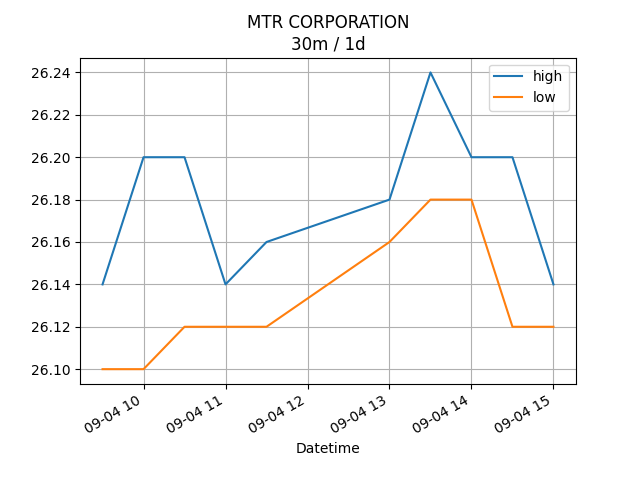 MTR CORPORATION
30m / 1d
high
low
26.24
26.22
26.20
26.18
26.16
26.14
26.12
26.10
09-04 10
09-04 11
09-04 12
09-04 13
09-04 14
09-04 15
Datetime